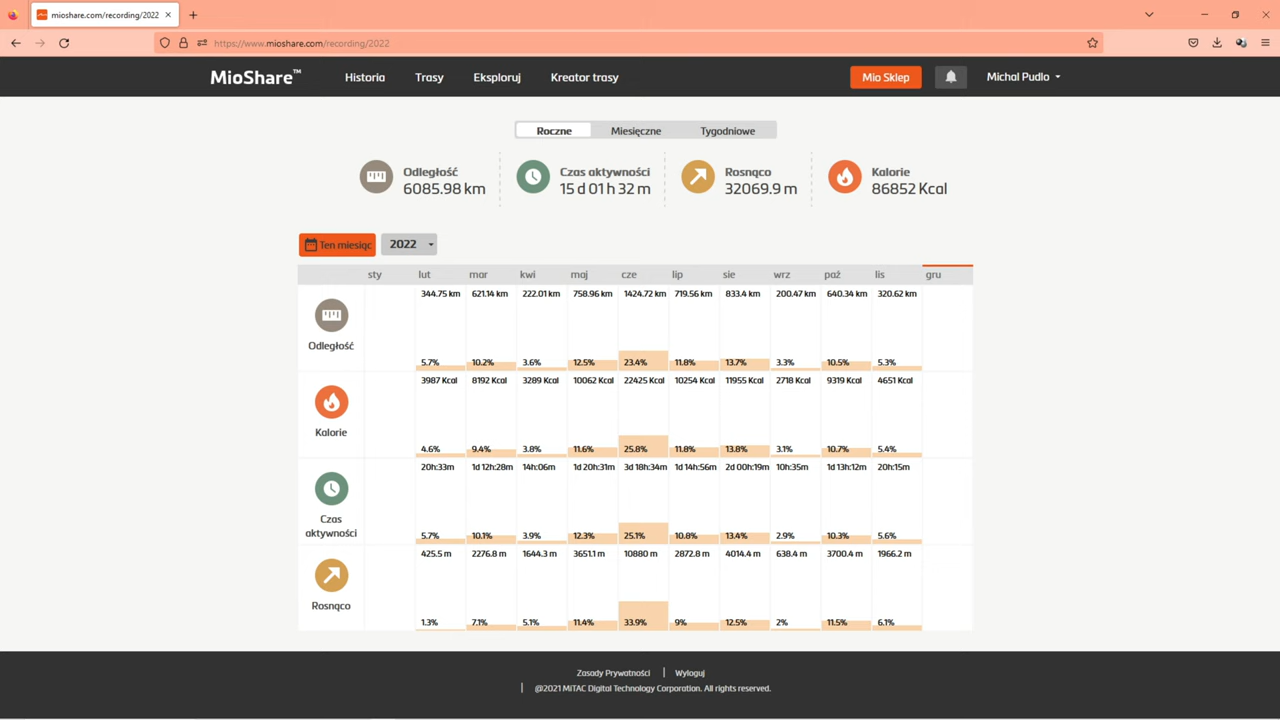 mioshare.com/recording/2022
https://www.mioshare.com/recording/2022
MioShare™ Historia Trasy Eksploruj Kreator trasy Mio Sklep Michal Pudlo
Roczne Miesięczne Tygodniowe
Odległość Czas aktywności Rosnąco Kalorie
6085.98 km 15 d 01 h 32 m 32069.9 m 86852 Kcal
Ten miesiąc 2022
sty lut mar kwi maj cze lip sie wrz paź lis gru
344.75 km 621.14 km 222.01 km 758.96 km 1424.72 km 719.56 km 833.4 km 200.47 km 640.34 km 320.62 km
Odległość
5.7% 10.2% 3.6% 12.5% 23.4% 11.8% 13.7% 3.3% 10.5% 5.3%
3987 Kcal 8192 Kcal 3289 Kcal 10062 Kcal 22425 Kcal 10254 Kcal 11955 Kcal 2718 Kcal 9319 Kcal 4651 Kcal
Kalorie
4.6% 9.4% 3.8% 11.6% 25.8% 11.8% 13.8% 3.1% 10.7% 5.4%
20h:33m 1d 12h:28m 14h:06m 1d 20h:31m 3d 18h:34m 1d 14h:56m 2d 00h:19m 10h:35m 1d 13h:12m 20h:15m
Czas
aktywności
5.7% 10.1% 3.9% 12.3% 25.1% 10.8% 13.4% 2.9% 10.3% 5.6%
425.5 m 2276.8 m 1644.3 m 3651.1 m 10880 m 2872.8 m 4014.4 m 638.4 m 3700.4 m 1966.2 m
Rosnąco
1.3% 7.1% 5.1% 11.4% 33.9% 9% 12.5% 2% 11.5% 6.1%
Zasady Prywatności | Wyloguj
| @2021 MiTAC Digital Technology Corporation. All rights reserved.